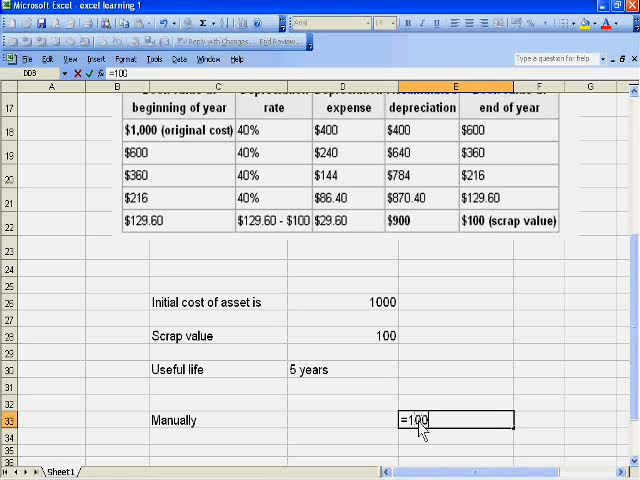 Microsoft Excel - excel learning 1
Arial
14
B I U
Reply with Changes... End Review...
File Edit View Insert Format Tools Data Window Help
Type a question for help
=100
A B C D E F G
17 beginning of year rate expense depreciation end of year
18 $1,000 (original cost) 40% $400 $400 $600
19 $600 40% $240 $640 $360
20 $360 40% $144 $784 $216
21 $216 40% $86.40 $870.40 $129.60
22 $129.60 $129.60 - $100 $29.60 $900 $100 (scrap value)
23
24
25
26 Initial cost of asset is 1000
27
28 Scrap value 100
29
30 Useful life 5 years
31
32
33 Manually =100
34
35
36
Sheet1